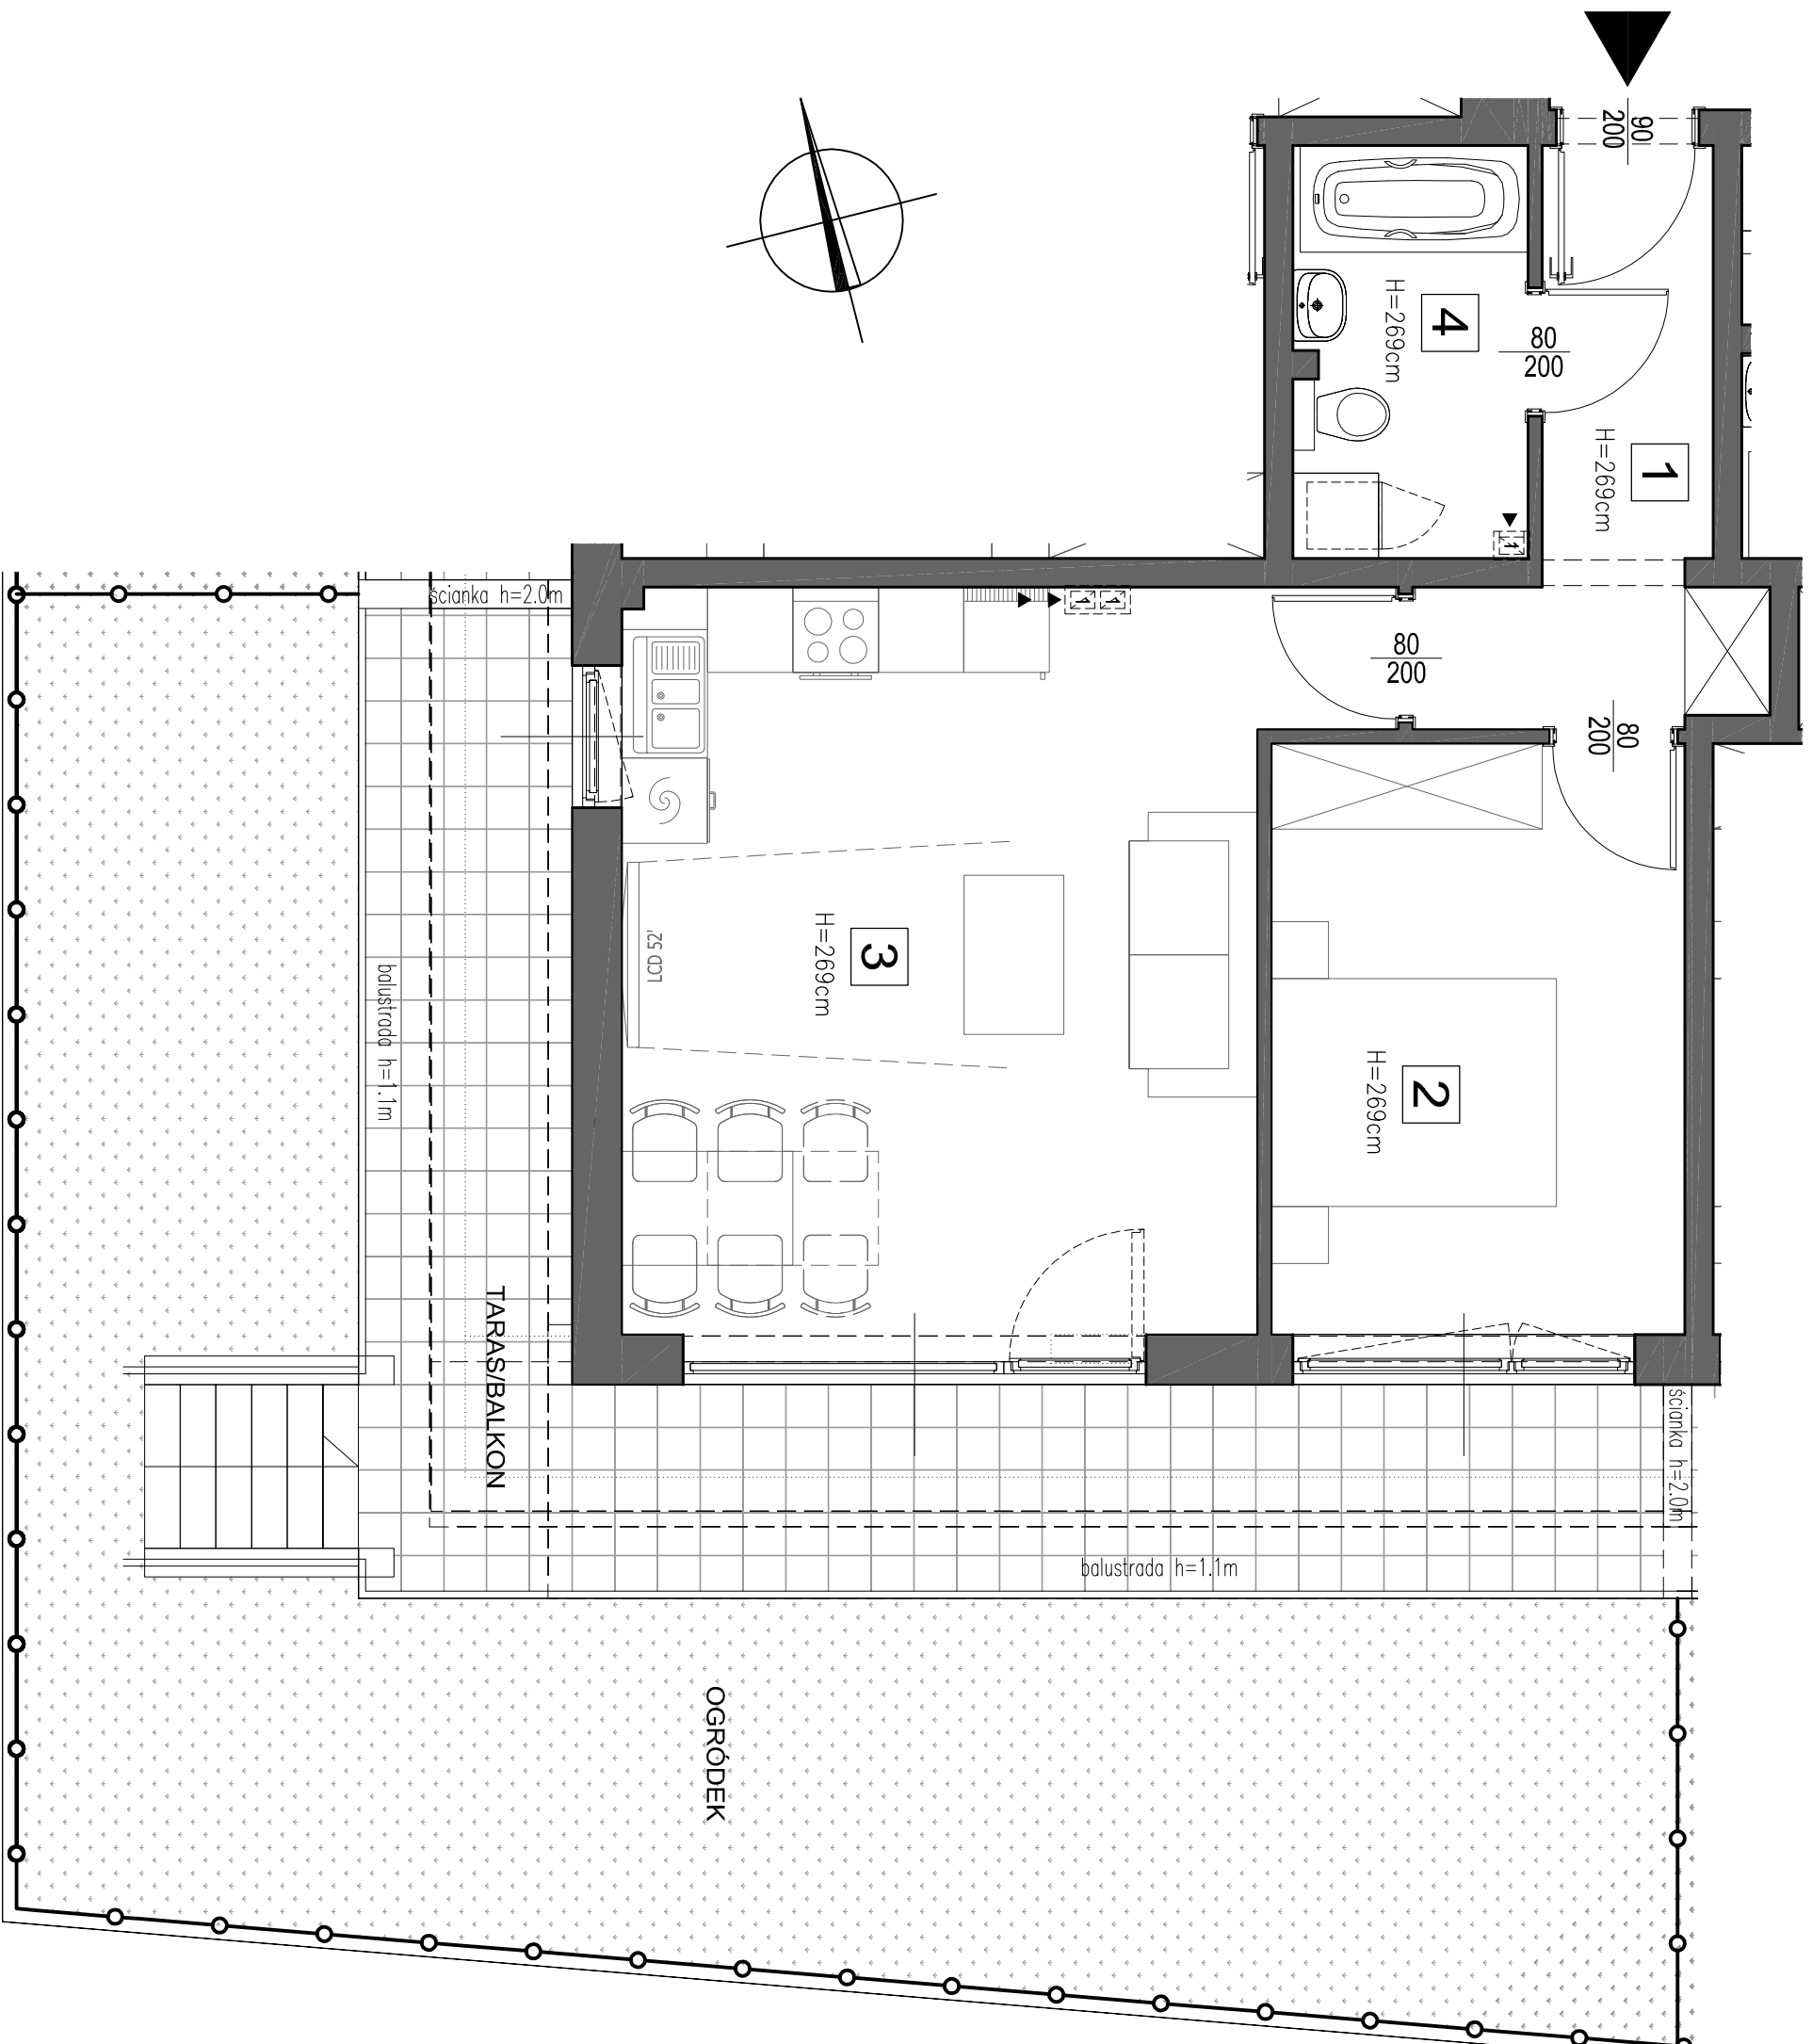 90
200
4
H=269cm
80
200
1
H=269cm
ścianka h=2.0m
80
200
80
200
3
H=269cm
LCD 52'
balustrada h=1.1m
2
H=269cm
TARAS/BALKON
ścianka h=2.0m
balustrada h=1.1m
OGRÓDEK